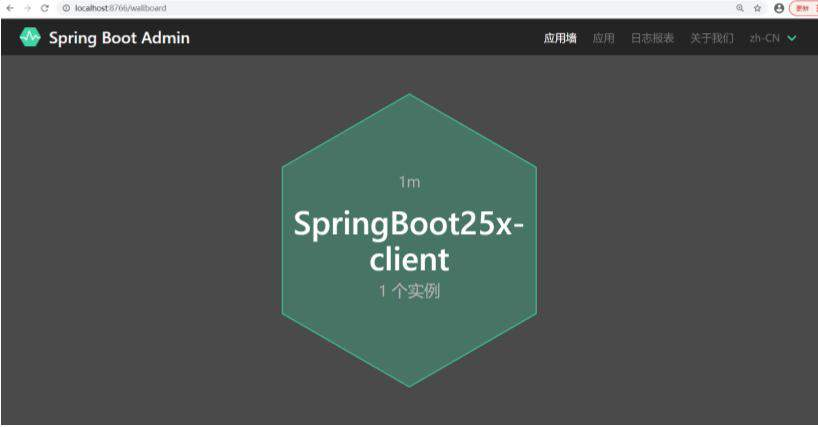 localhost:8766/wallboard
更新
Spring Boot Admin
应用墙 应用 日志报表 关于我们 zh-CN
1m
SpringBoot25x-
client
1 个实例